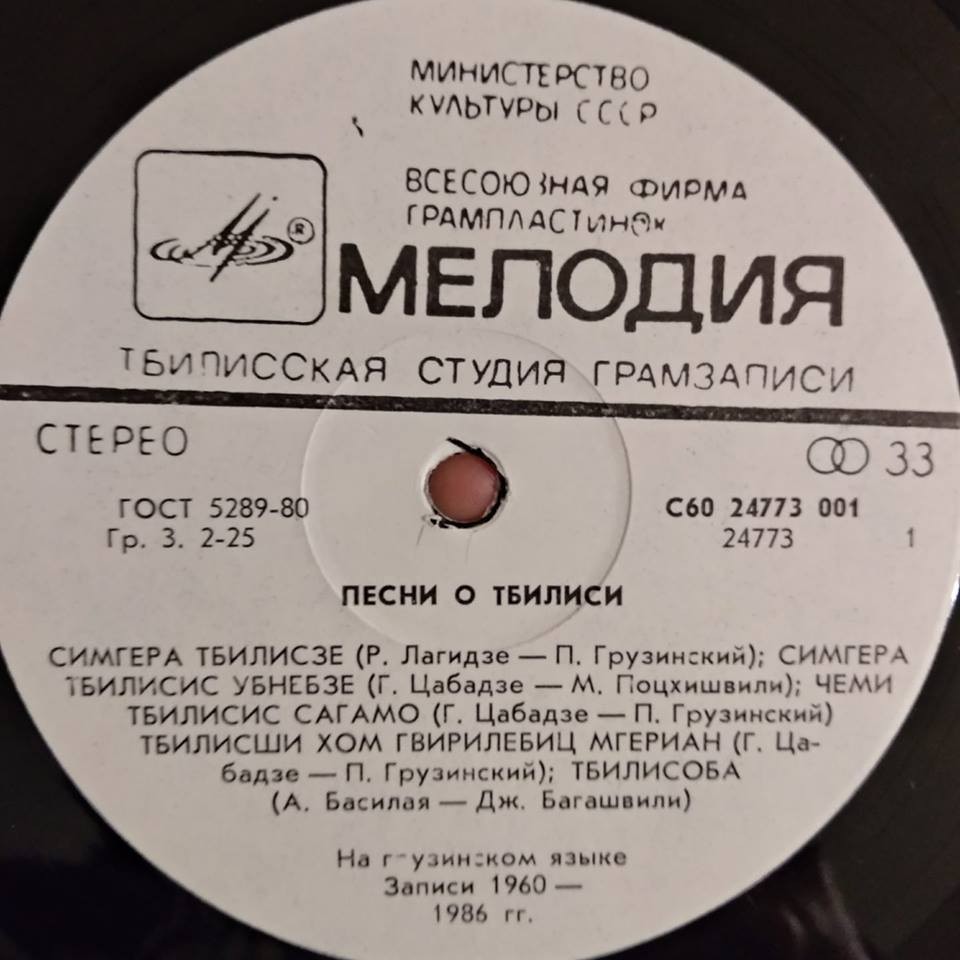 МИНИСТЕРСТВО
КУЛЬТУРЫ СССР
ВСЕСОЮЗНАЯ ФИРМА
ГРАМПЛАСТИНОК
®
МЕЛОДИЯ
ТБИЛИССКАЯ СТУДИЯ ГРАМЗАПИСИ
СТЕРЕО
33
ГОСТ 5289-80
Гр. 3. 2-25
С60 24773 001
24773 1
ПЕСНИ О ТБИЛИСИ
СИМГЕРА ТБИЛИСЗЕ (Р. Лагидзе — П. Грузинский); СИМГЕРА
ТБИЛИСИС УБНЕБЗЕ (Г. Цабадзе — М. Поцхишвили); ЧЕМИ
ТБИЛИСИС САГАМО (Г. Цабадзе — П. Грузинский)
ТБИЛИСШИ ХОМ ГВИРИЛЕБИЦ МГЕРИАН (Г. Ца-
бадзе — П. Грузинский); ТБИЛИСОБА
(А. Басилая — Дж. Багашвили)
На грузинском языке
Записи 1960 —
1986 гг.